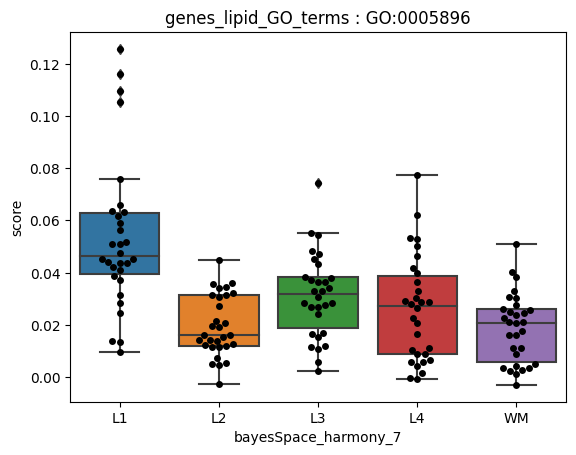 genes_lipid_GO_terms : GO:0005896
score
0.12
0.10
0.08
0.06
0.04
0.02
0.00
L1 L2 L3 L4 WM
bayesSpace_harmony_7